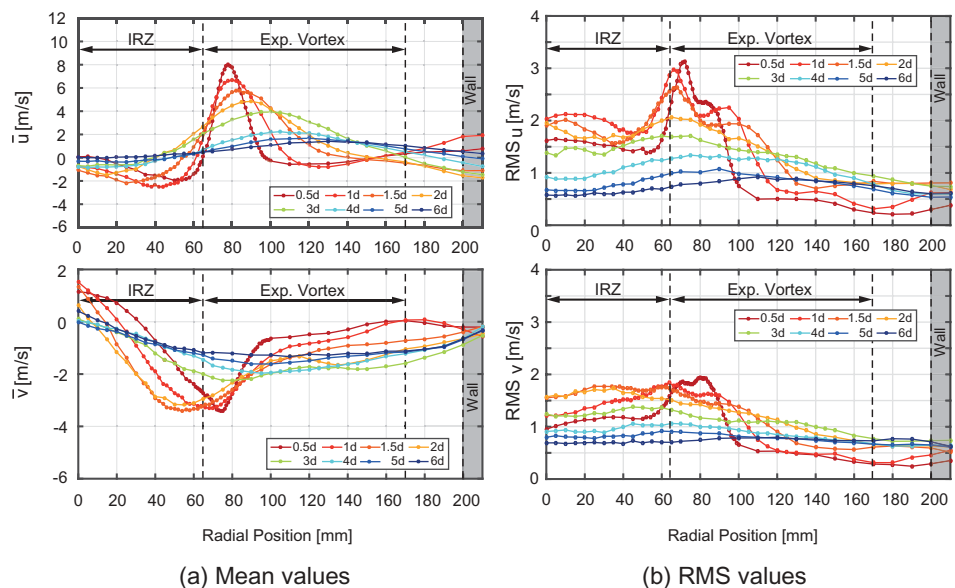 12
10
8
6
4
2
0
-2
-4
-6
ū [m/s]
IRZ
Exp. Vortex
Wall
0.5d 1d 1.5d 2d
3d 4d 5d 6d
0 20 40 60 80 100 120 140 160 180 200
2
0
-2
-4
-6
v̄ [m/s]
IRZ
Exp. Vortex
Wall
0.5d 1d 1.5d 2d
3d 4d 5d 6d
0 20 40 60 80 100 120 140 160 180 200
Radial Position [mm]
(a) Mean values
4
3
2
1
0
RMS u [m/s]
IRZ
Exp. Vortex
Wall
0.5d 1d 1.5d 2d
3d 4d 5d 6d
0 20 40 60 80 100 120 140 160 180 200
4
3
2
1
0
RMS v [m/s]
IRZ
Exp. Vortex
Wall
0.5d 1d 1.5d 2d
3d 4d 5d 6d
0 20 40 60 80 100 120 140 160 180 200
Radial Position [mm]
(b) RMS values